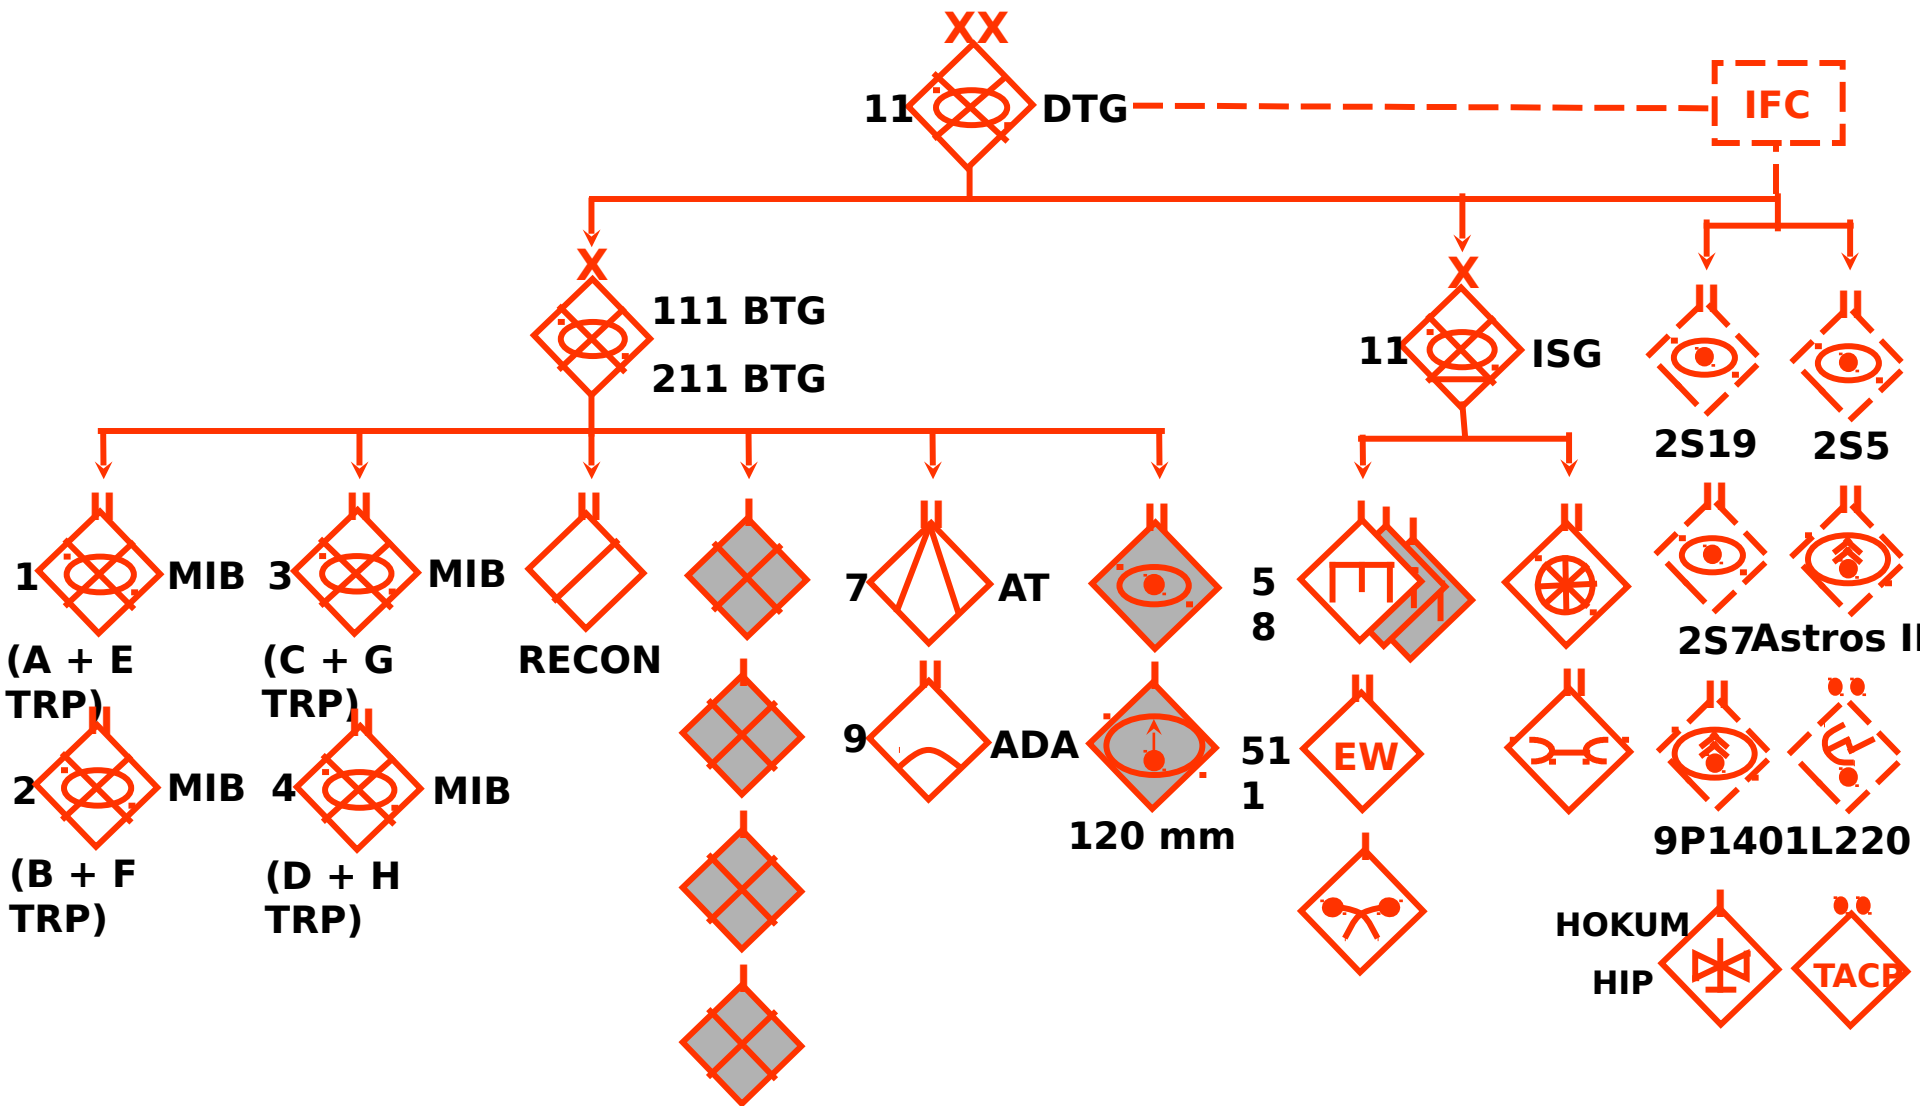 XX
11 DTG
IFC
X
111 BTG
211 BTG
X
11 ISG
2S19
2S5
1 MIB
(A + E
TRP)
3 MIB
(C + G
TRP)
RECON
7 AT
5
8
2S7
Astros II
2 MIB
(B + F
TRP)
4 MIB
(D + H
TRP)
9 ADA
120 mm
51
1
EW
9P140
1L220
HOKUM
HIP
TACP